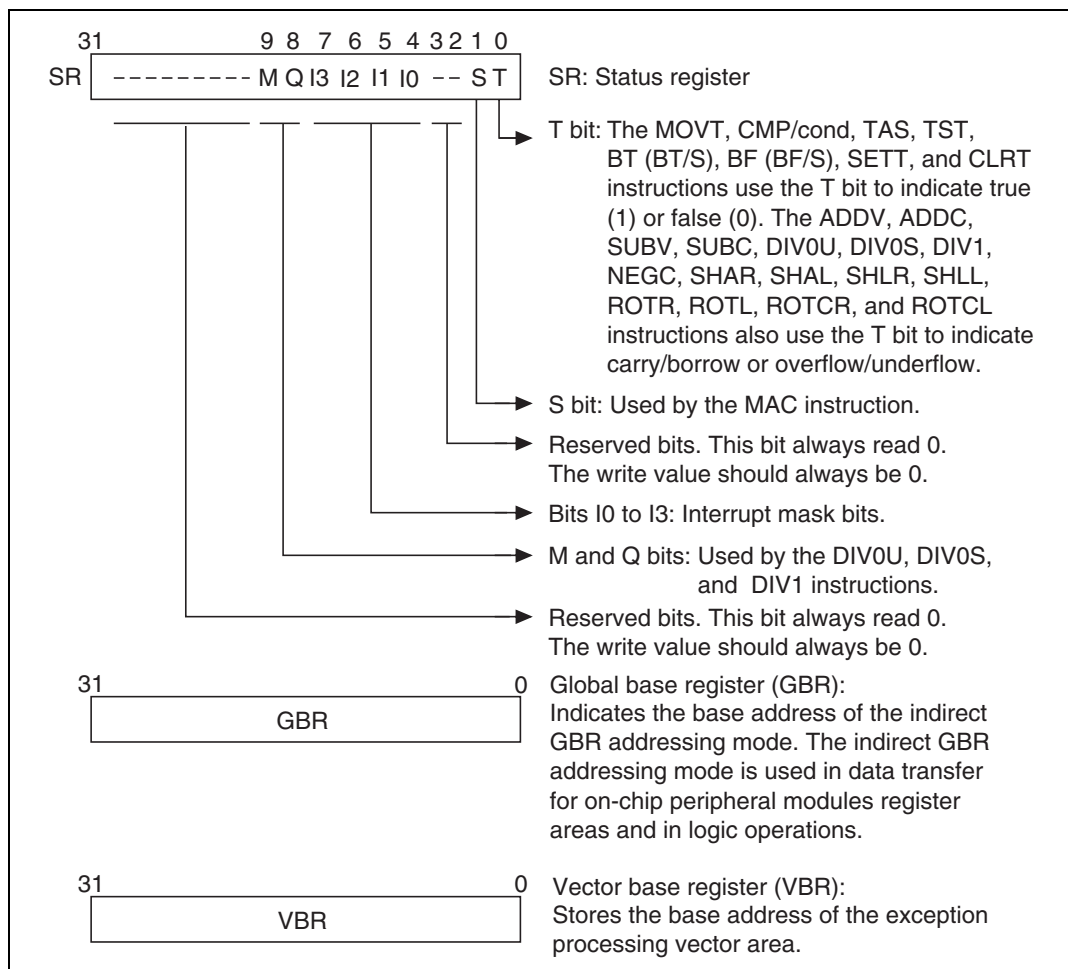 31 9 8 7 6 5 4 3 2 1 0
SR ---------- M Q I3 I2 I1 I0 -- S T SR: Status register
T bit: The MOVT, CMP/cond, TAS, TST,
BT (BT/S), BF (BF/S), SETT, and CLRT
instructions use the T bit to indicate true
(1) or false (0). The ADDV, ADDC,
SUBV, SUBC, DIV0U, DIV0S, DIV1,
NEGC, SHAR, SHAL, SHLR, SHLL,
ROTR, ROTL, ROTCR, and ROTCL
instructions also use the T bit to indicate
carry/borrow or overflow/underflow.
S bit: Used by the MAC instruction.
Reserved bits. This bit always read 0.
The write value should always be 0.
Bits I0 to I3: Interrupt mask bits.
M and Q bits: Used by the DIV0U, DIV0S,
and DIV1 instructions.
Reserved bits. This bit always read 0.
The write value should always be 0.
31 0 Global base register (GBR):
GBR
Indicates the base address of the indirect
GBR addressing mode. The indirect GBR
addressing mode is used in data transfer
for on-chip peripheral modules register
areas and in logic operations.
31 0 Vector base register (VBR):
VBR
Stores the base address of the exception
processing vector area.